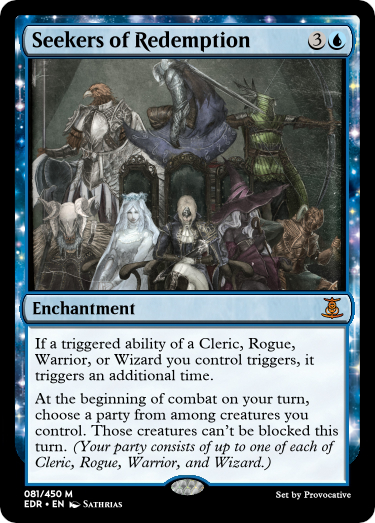 Seekers of Redemption 3
Enchantment
If a triggered ability of a Cleric, Rogue,
Warrior, or Wizard you control triggers, it
triggers an additional time.
At the beginning of combat on your turn,
choose a party from among creatures you
control. Those creatures can't be blocked this
turn. (Your party consists of up to one of each of
Cleric, Rogue, Warrior, and Wizard.)
081/450 M
EDR • EN Sathrias
Set by Provocative